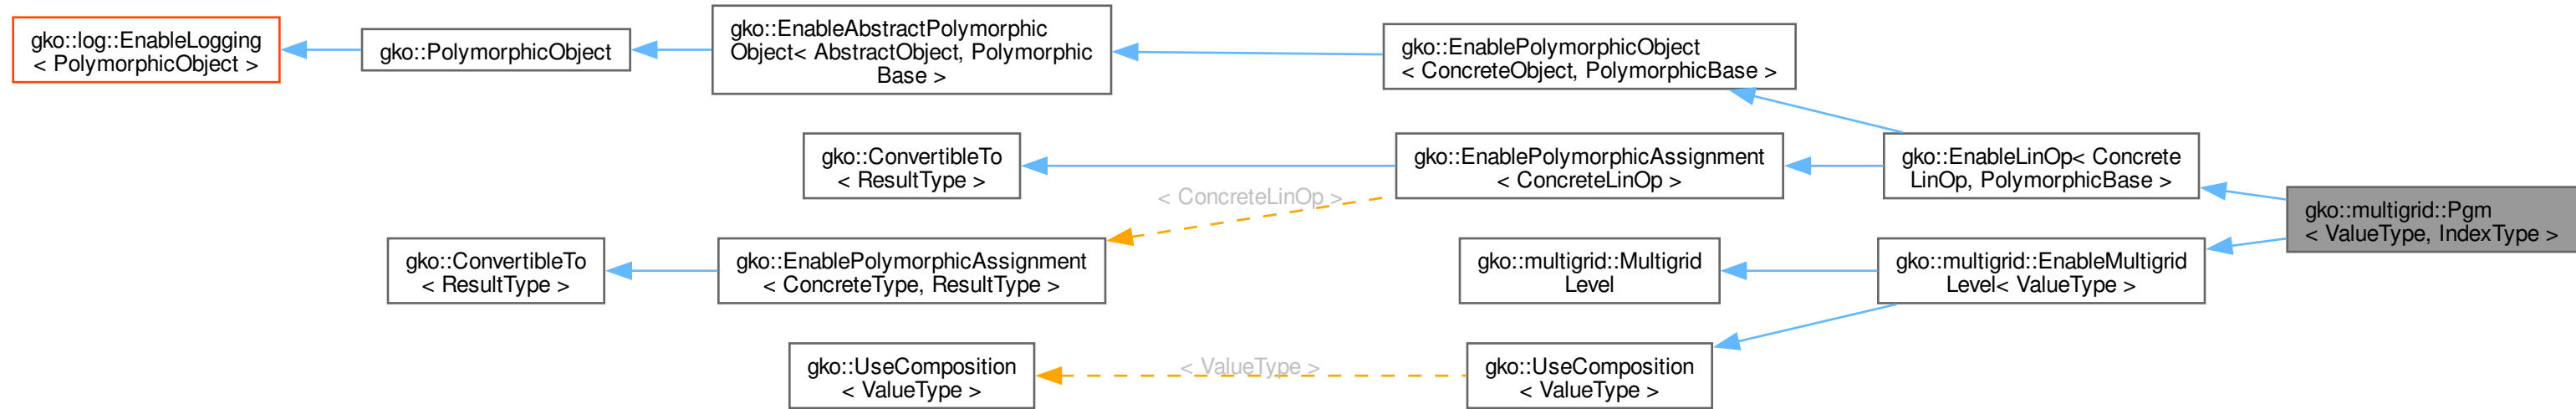 gko::log::EnableLogging
< PolymorphicObject >
gko::PolymorphicObject
gko::EnableAbstractPolymorphic
Object< AbstractObject, Polymorphic
Base >
gko::EnablePolymorphicObject
< ConcreteObject, PolymorphicBase >
gko::ConvertibleTo
< ResultType >
gko::EnablePolymorphicAssignment
< ConcreteLinOp >
gko::EnableLinOp< Concrete
LinOp, PolymorphicBase >
< ConcreteLinOp >
gko::multigrid::Pgm
< ValueType, IndexType >
gko::ConvertibleTo
< ResultType >
gko::EnablePolymorphicAssignment
< ConcreteType, ResultType >
gko::multigrid::Multigrid
Level
gko::multigrid::EnableMultigrid
Level< ValueType >
gko::UseComposition
< ValueType >
< ValueType >
gko::UseComposition
< ValueType >